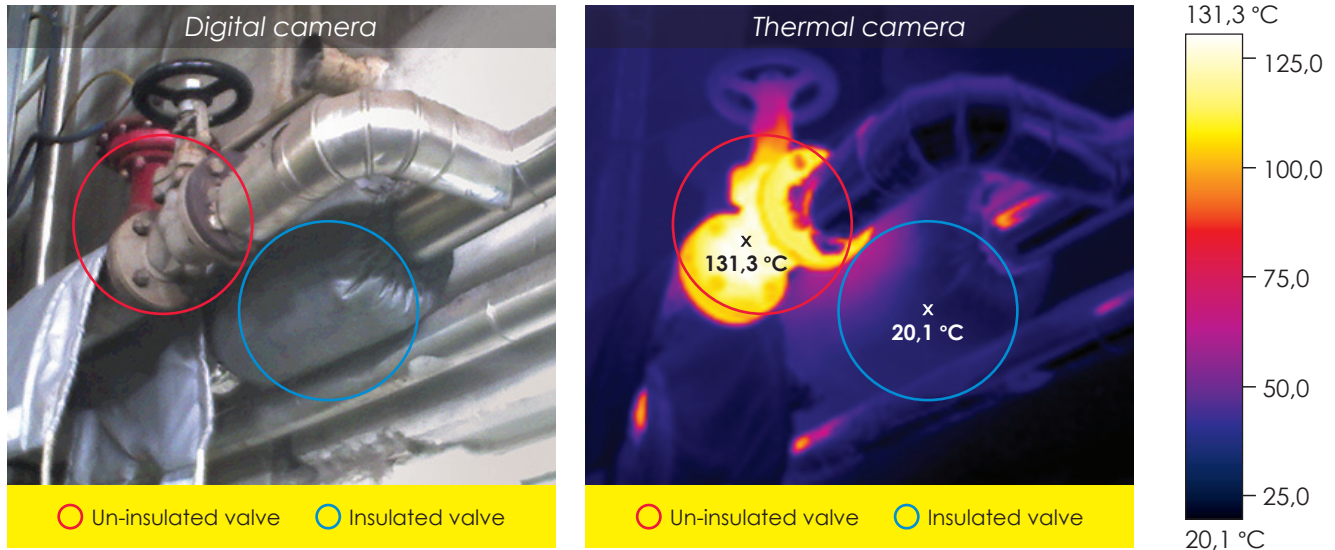 Digital camera
Un-insulated valve
Insulated valve
Thermal camera
x
131,3 °C
x
20,1 °C
Un-insulated valve
Insulated valve
131,3 °C
125,0
100,0
75,0
50,0
25,0
20,1 °C